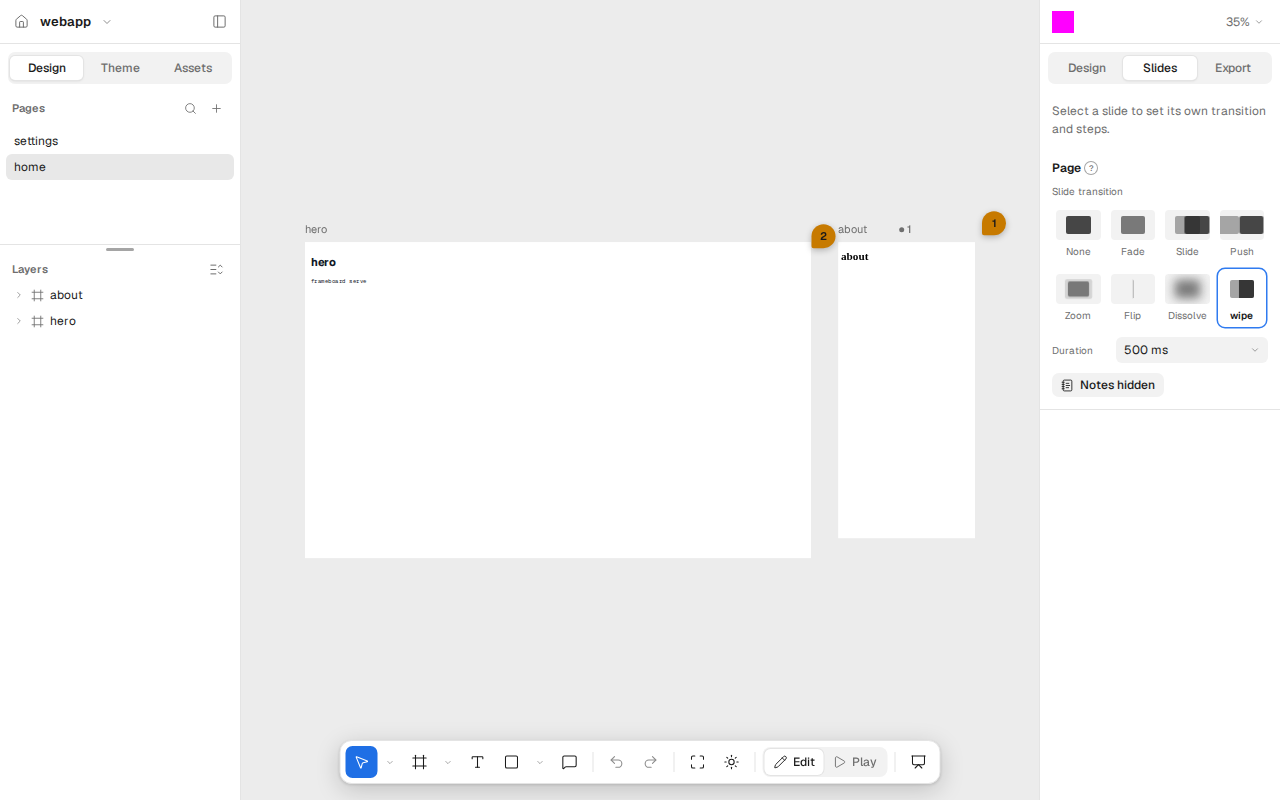 webapp
35%
Design
Theme
Assets
Design
Slides
Export
Pages
settings
home
Layers
about
hero
hero
2
about
1
1
hero
frameboard serve
about
Select a slide to set its own transition
and steps.
Page ?
Slide transition
None
Fade
Slide
Push
Zoom
Flip
Dissolve
wipe
Duration
500 ms
Notes hidden
Edit
Play